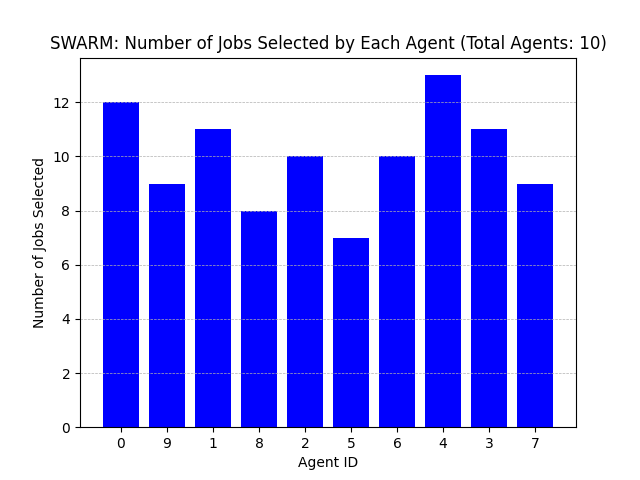 SWARM: Number of Jobs Selected by Each Agent (Total Agents: 10)
Number of Jobs Selected
12
10
8
6
4
2
0
0 9 1 8 2 5 6 4 3 7
Agent ID